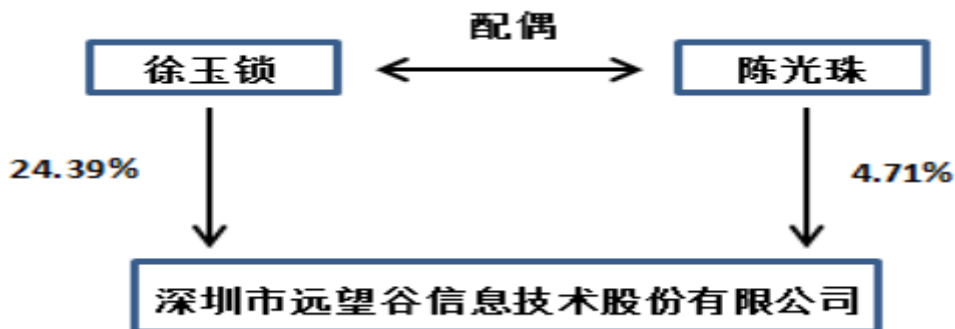 配偶
徐玉锁
陈光珠
24.39%
4.71%
深圳市远望谷信息技术股份有限公司